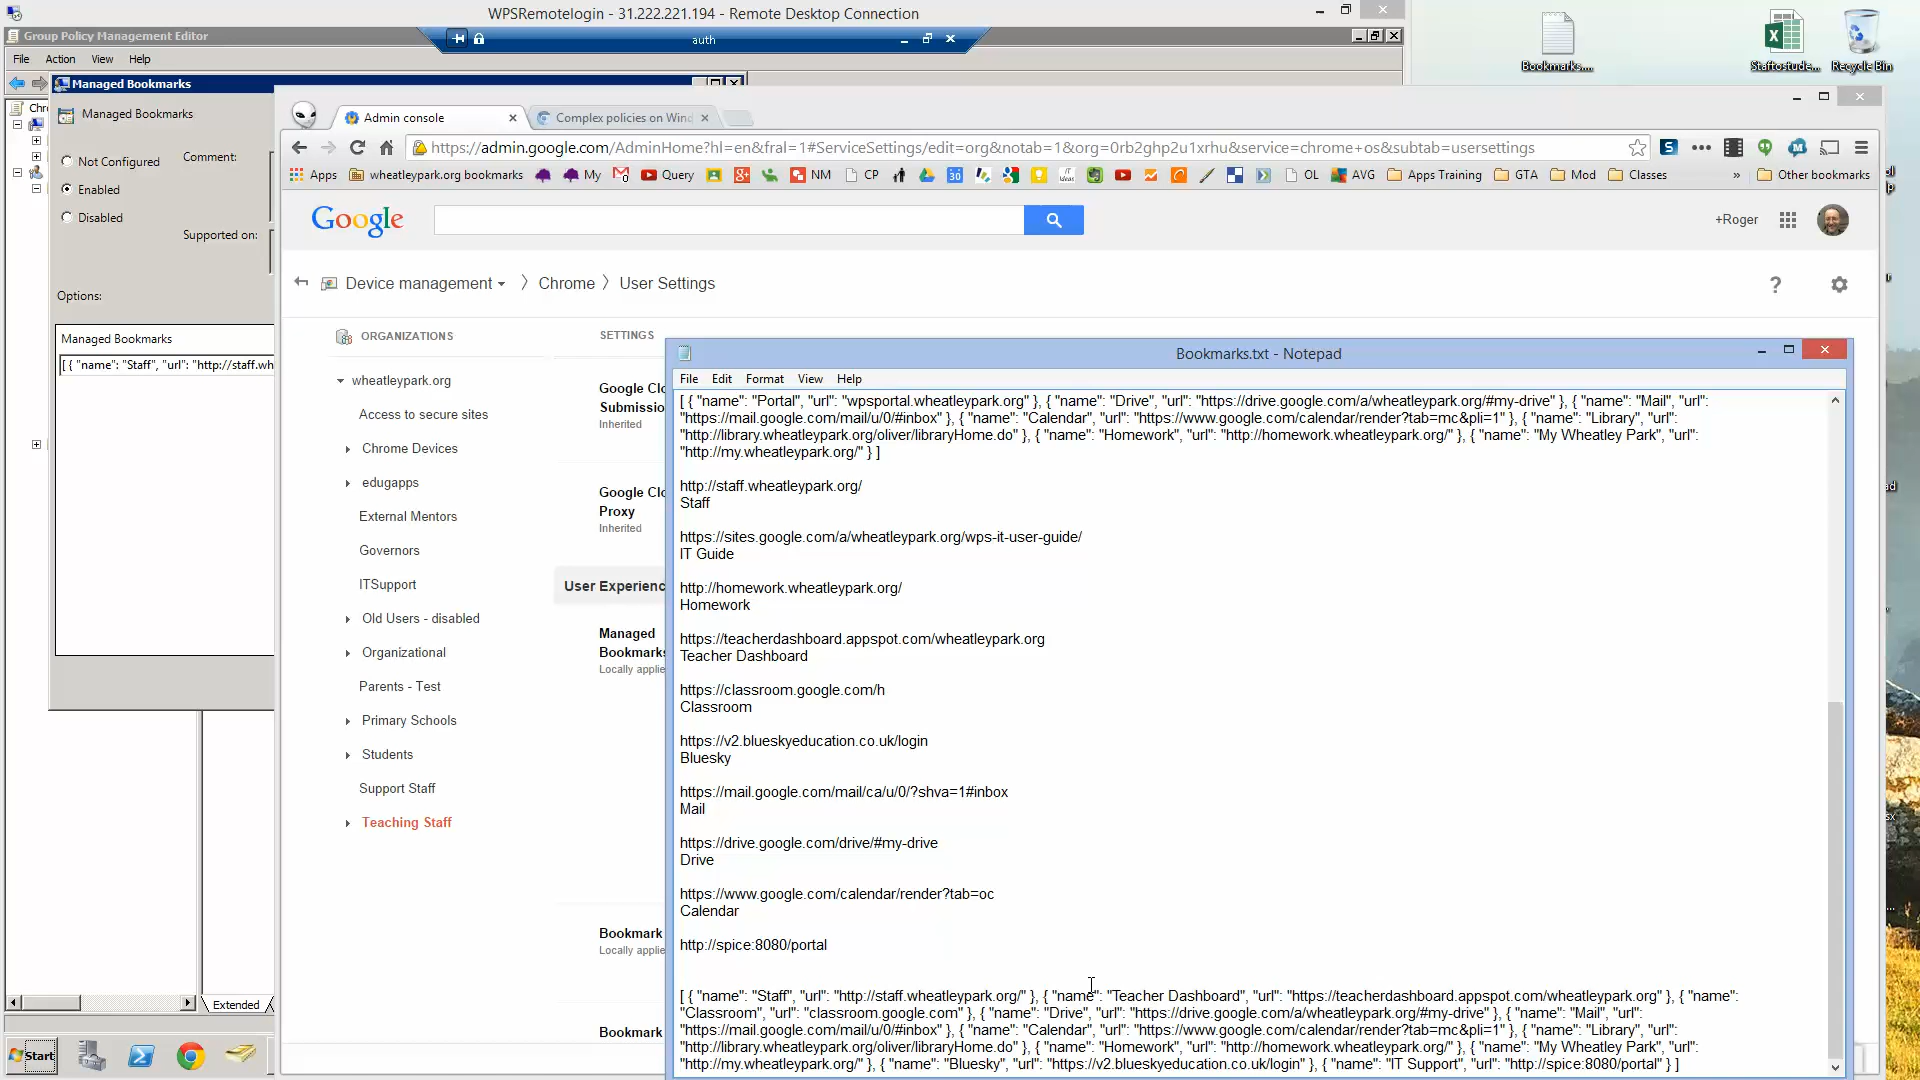 WPSRemotelogin - 31.222.221.194 - Remote Desktop Connection
Group Policy Management Editor
auth
File Action View Help
Managed Bookmarks
Managed Bookmarks
Not Configured
Comment:
Enabled
Disabled
Supported on:
Options:
Managed Bookmarks
[ { "name": "Staff", "url": "http://staff.wh
Extended
Start
Bookmarks....
Staffostude...
Recycle Bin
Admin console
Complex policies on Wind
https://admin.google.com/AdminHome?hl=en&fral=1#ServiceSettings/edit=org&notab=1&org=0rb2ghp2u1xrhu&service=chrome+os&subtab=usersettings
Apps wheatleypark.org bookmarks My Query NM CP OL AVG Apps Training GTA Mod Classes » Other bookmarks
Google
+Roger
Device management Chrome User Settings
ORGANIZATIONS
wheatleypark.org
Access to secure sites
Chrome Devices
edugapps
External Mentors
Governors
ITSupport
Old Users - disabled
Organizational
Parents - Test
Primary Schools
Students
Support Staff
Teaching Staff
SETTINGS
Google Clo
Submissio
Inherited
Google Clo
Proxy
Inherited
User Experienc
Managed
Bookmarks
Locally applie
Bookmark
Locally applie
Bookmark
Bookmarks.txt - Notepad
File Edit Format View Help
[ { "name": "Portal", "url": "wpsportal.wheatleypark.org" }, { "name": "Drive", "url": "https://drive.google.com/a/wheatleypark.org/#my-drive" }, { "name": "Mail", "url":
"https://mail.google.com/mail/u/0/#inbox" }, { "name": "Calendar", "url": "https://www.google.com/calendar/render?tab=mc&pli=1" }, { "name": "Library", "url":
"http://library.wheatleypark.org/oliver/libraryHome.do" }, { "name": "Homework", "url": "http://homework.wheatleypark.org/" }, { "name": "My Wheatley Park", "url":
"http://my.wheatleypark.org/" } ]
http://staff.wheatleypark.org/
Staff
https://sites.google.com/a/wheatleypark.org/wps-it-user-guide/
IT Guide
http://homework.wheatleypark.org/
Homework
https://teacherdashboard.appspot.com/wheatleypark.org
Teacher Dashboard
https://classroom.google.com/h
Classroom
https://v2.blueskyeducation.co.uk/login
Bluesky
https://mail.google.com/mail/ca/u/0/?shva=1#inbox
Mail
https://drive.google.com/drive/#my-drive
Drive
https://www.google.com/calendar/render?tab=oc
Calendar
http://spice:8080/portal
[ { "name": "Staff", "url": "http://staff.wheatleypark.org/" }, { "name": "Teacher Dashboard", "url": "https://teacherdashboard.appspot.com/wheatleypark.org" }, { "name":
"Classroom", "url": "classroom.google.com" }, { "name": "Drive", "url": "https://drive.google.com/a/wheatleypark.org/#my-drive" }, { "name": "Mail", "url":
"https://mail.google.com/mail/u/0/#inbox" }, { "name": "Calendar", "url": "https://www.google.com/calendar/render?tab=mc&pli=1" }, { "name": "Library", "url":
"http://library.wheatleypark.org/oliver/libraryHome.do" }, { "name": "Homework", "url": "http://homework.wheatleypark.org/" }, { "name": "My Wheatley Park", "url":
"http://my.wheatleypark.org/" }, { "name": "Bluesky", "url": "https://v2.blueskyeducation.co.uk/login" }, { "name": "IT Support", "url": "http://spice:8080/portal" } ]